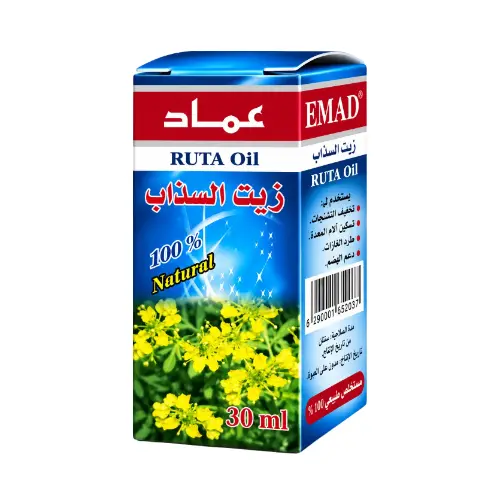 عماد
RUTA Oil
زيت السذاب
100 %
Natural
30 ml
EMAD®
زيت السذاب
RUTA Oil
يستخدم في:
• تخفيف التشنجات.
• تسكين آلام المعدة.
• طرد الغازات.
• دعم الهضم.
6290001652037
مدة الصلاحية: سنتان
من تاريخ الإنتاج.
تاريخ الإنتاج: مدون على العبوة.
مستخلص طبيعي 100 %